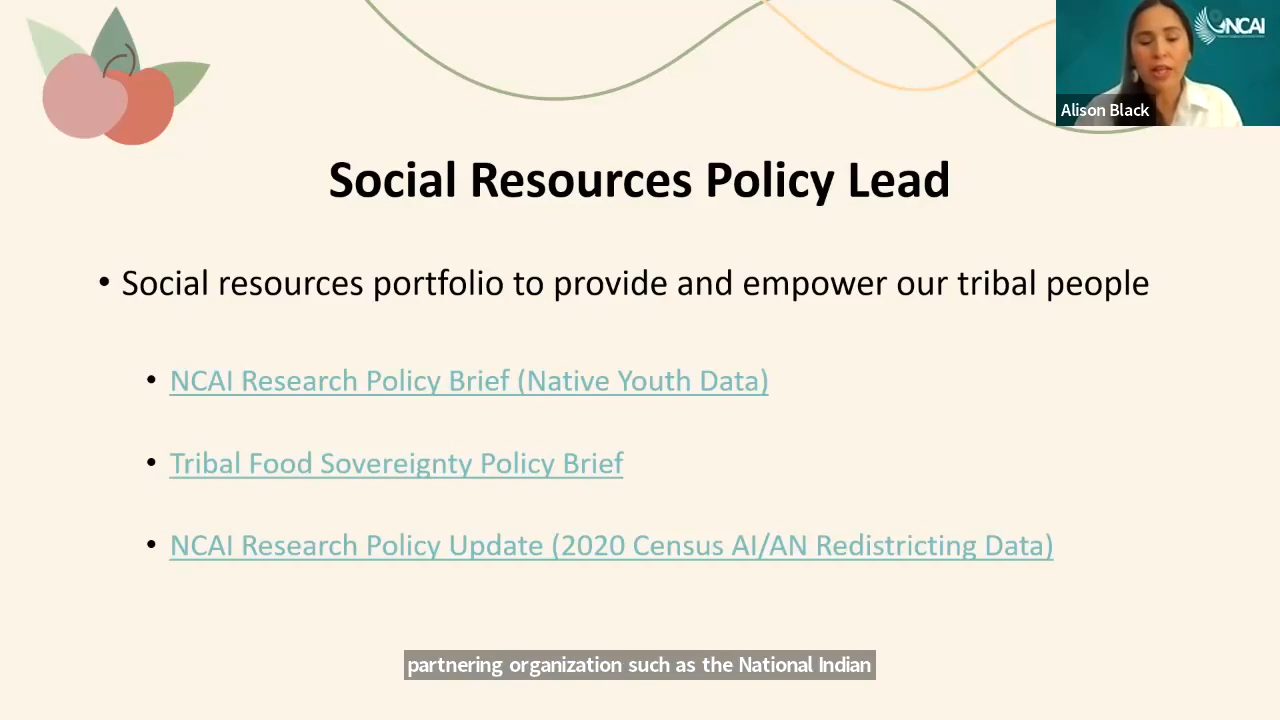 NCAI
Alison Black
Social Resources Policy Lead
• Social resources portfolio to provide and empower our tribal people
• NCAI Research Policy Brief (Native Youth Data)
• Tribal Food Sovereignty Policy Brief
• NCAI Research Policy Update (2020 Census AI/AN Redistricting Data)
partnering organization such as the National Indian